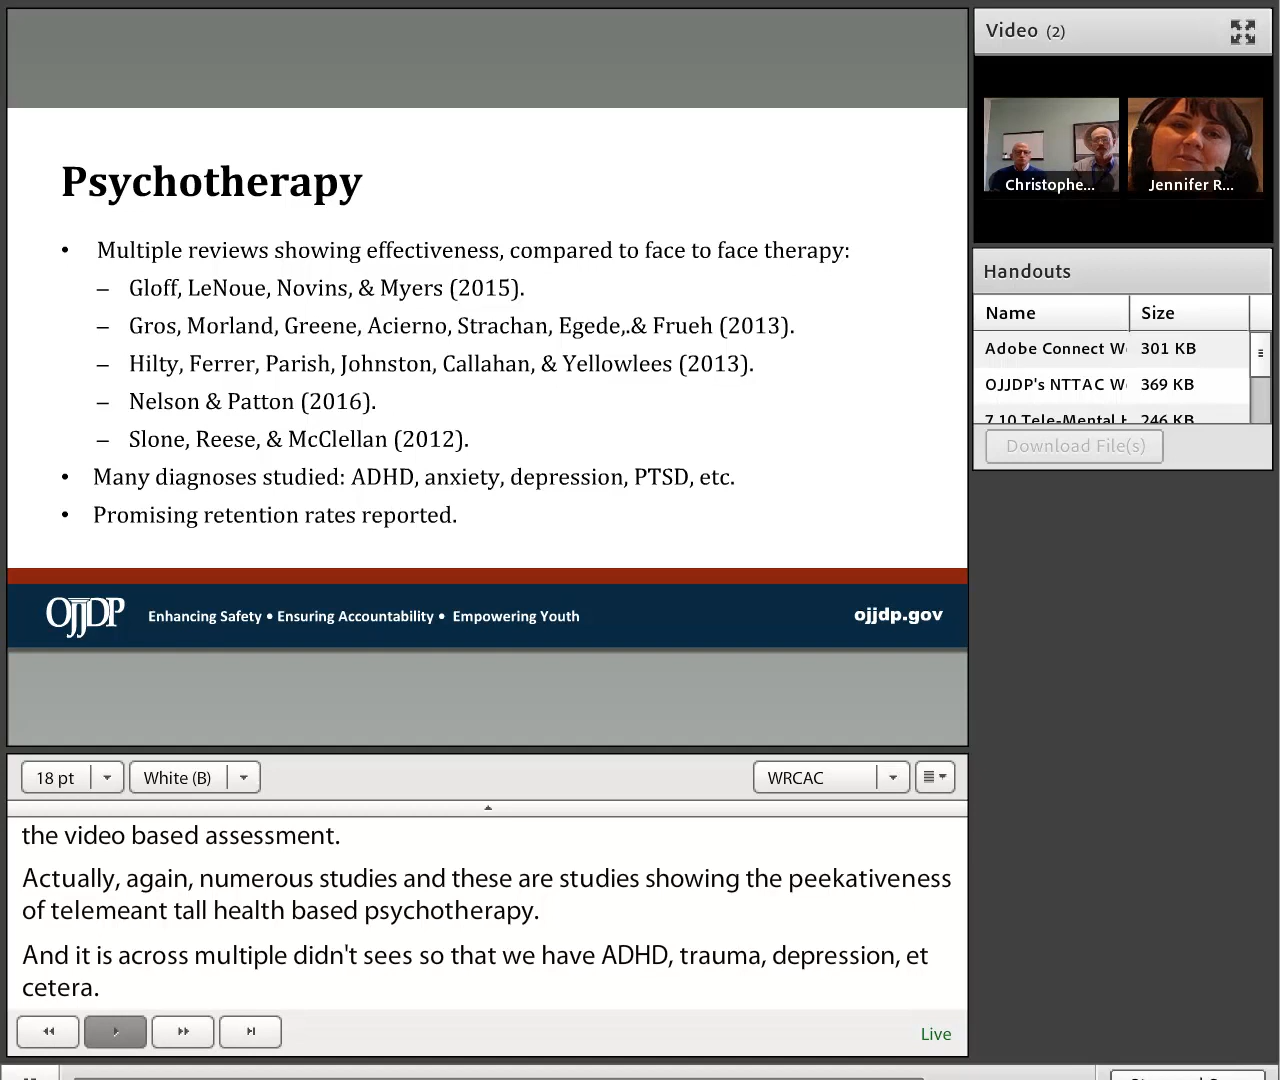 Psychotherapy
• Multiple reviews showing effectiveness, compared to face to face therapy:
– Gloff, LeNoue, Novins, & Myers (2015).
– Gros, Morland, Greene, Acierno, Strachan, Egede,.& Frueh (2013).
– Hilty, Ferrer, Parish, Johnston, Callahan, & Yellowlees (2013).
– Nelson & Patton (2016).
– Slone, Reese, & McClellan (2012).
• Many diagnoses studied: ADHD, anxiety, depression, PTSD, etc.
• Promising retention rates reported.
OJJDP Enhancing Safety • Ensuring Accountability • Empowering Youth ojjdp.gov
Video (2)
Christophe... Jennifer R...
Handouts
Name Size
Adobe Connect W 301 KB
OJJDP's NTTAC W 369 KB
7.10 Tele-Mental 246 KB
Download File(s)
18 pt White (B) WRCAC
the video based assessment.
Actually, again, numerous studies and these are studies showing the peekativeness
of telemeant tall health based psychotherapy.
And it is across multiple didn't sees so that we have ADHD, trauma, depression, et
cetera.
Live